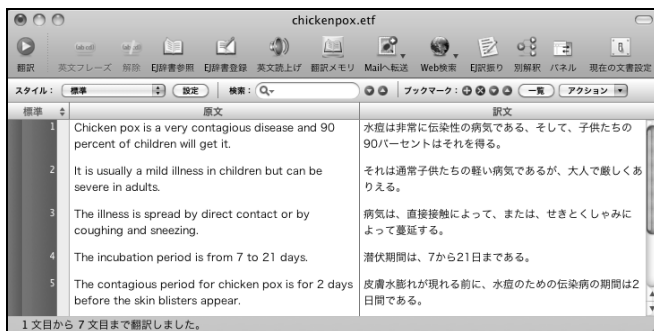 chickenpox.etf
翻訳 英文フレーズ 解除 EJ辞書参照 EJ辞書登録 英文読上げ 翻訳メモリ Mailへ転送 Web検索 EJ訳振り 別解釈 パネル 現在の文書設定
スタイル： 標準 設定 検索： ブックマーク： 一覧 アクション
標準 原文 訳文
1 Chicken pox is a very contagious disease and 90 水痘は非常に伝染性の病気である、そして、子供たちの
percent of children will get it. 90パーセントはそれを得る。
2 It is usually a mild illness in children but can be それは通常子供たちの軽い病気であるが、大人で厳しくあ
severe in adults. りえる。
3 The illness is spread by direct contact or by 病気は、直接接触によって、または、せきとくしゃみに
coughing and sneezing. よって蔓延する。
4 The incubation period is from 7 to 21 days. 潜伏期間は、7から21日まである。
5 The contagious period for chicken pox is for 2 days 皮膚水膨れが現れる前に、水痘のための伝染病の期間は2
before the skin blisters appear. 日間である。
1 文目から 7 文目まで翻訳しました。